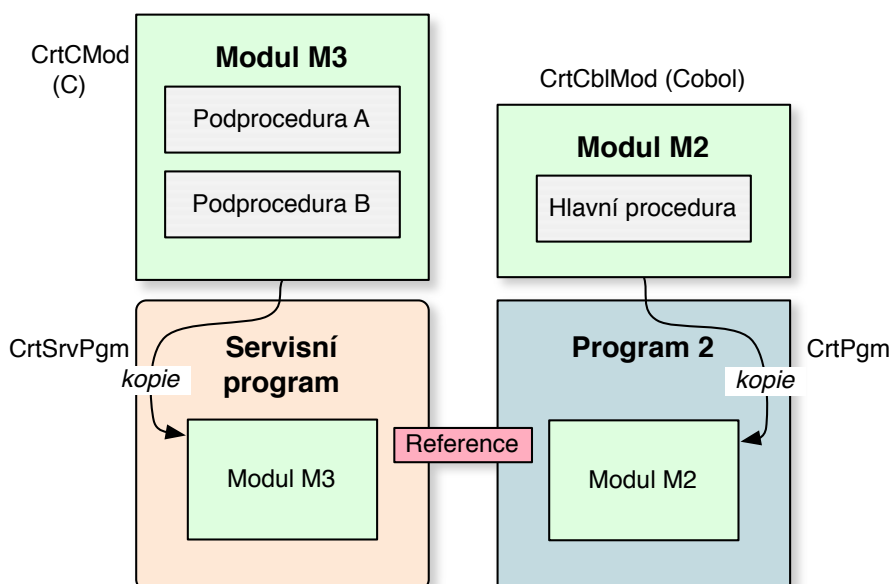 CrtCMod
(C)
Modul M3
Podprocedura A
Podprocedura B
CrtCblMod (Cobol)
Modul M2
Hlavní procedura
CrtSrvPgm
kopie
Servisní
program
Modul M3
Reference
Program 2
CrtPgm
kopie
Modul M2